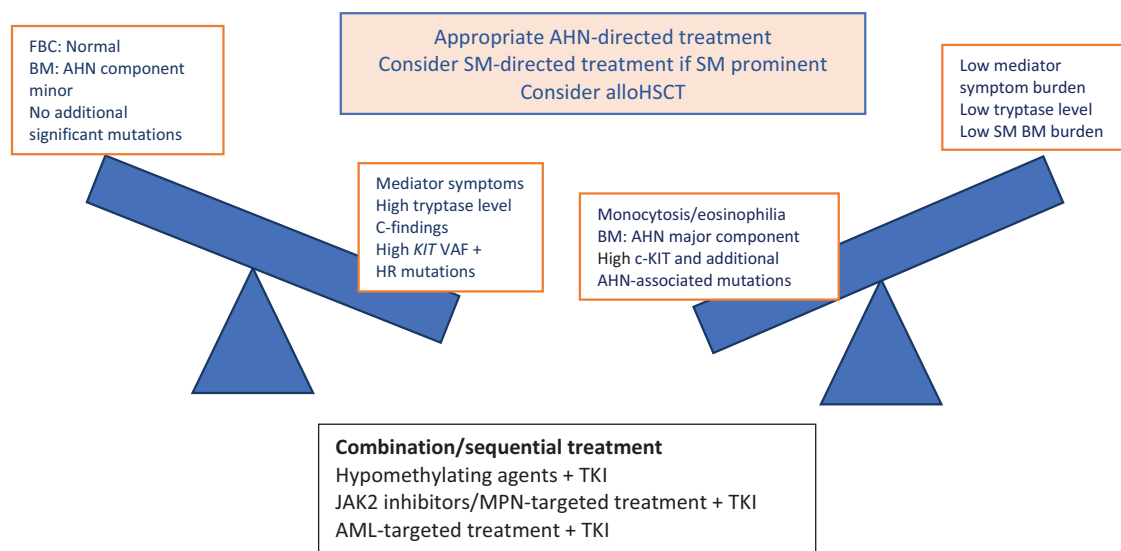 FBC: Normal
BM: AHN component
minor
No additional
significant mutations
Appropriate AHN-directed treatment
Consider SM-directed treatment if SM prominent
Consider alloHSCT
Low mediator
symptom burden
Low tryptase level
Low SM BM burden
Mediator symptoms
High tryptase level
C-findings
High KIT VAF +
HR mutations
Monocytosis/eosinophilia
BM: AHN major component
High c-KIT and additional
AHN-associated mutations
Combination/sequential treatment
Hypomethylating agents + TKI
JAK2 inhibitors/MPN-targeted treatment + TKI
AML-targeted treatment + TKI